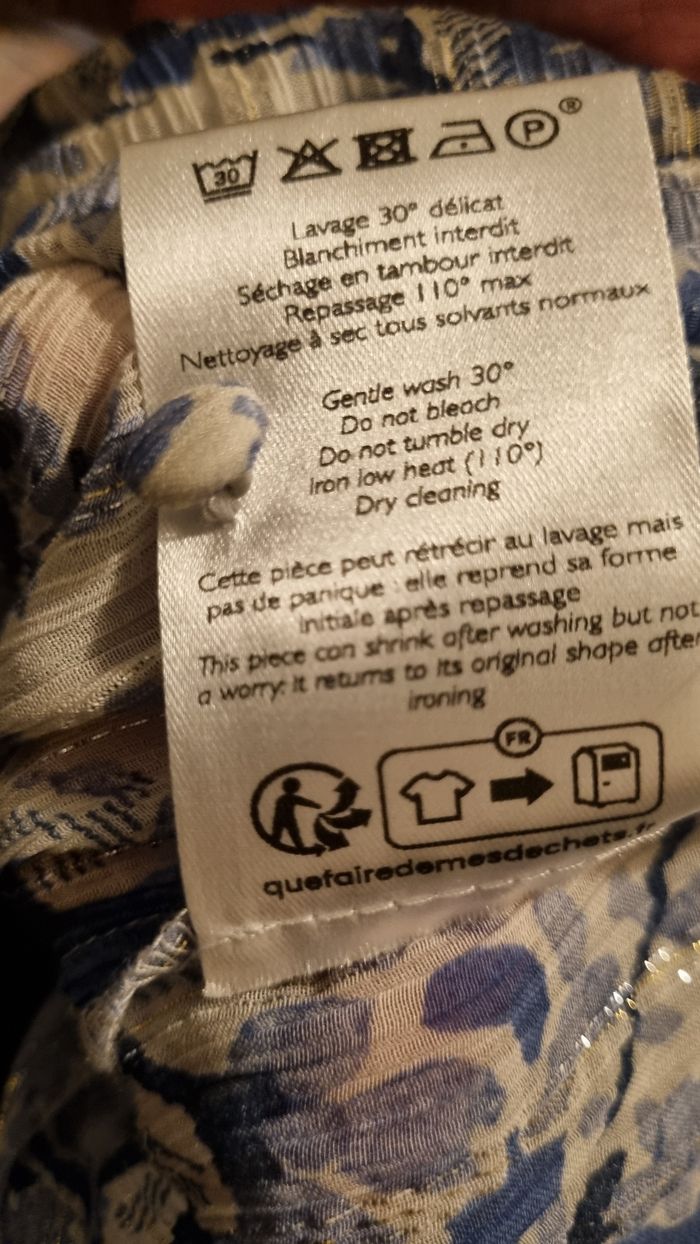 30 P ®
Lavage 30° délicat
Blanchiment interdit
Séchage en tambour interdit
Repassage 110° max
Nettoyage à sec tous solvants normaux
Gentle wash 30°
Do not bleach
Do not tumble dry
Iron low heat (110°)
Dry cleaning
Cette pièce peut rétrécir au lavage mais
pas de panique : elle reprend sa forme
initiale après repassage
This piece can shrink after washing but not
a worry: it returns to its original shape after
ironing
FR
quefairedemesdechets.fr